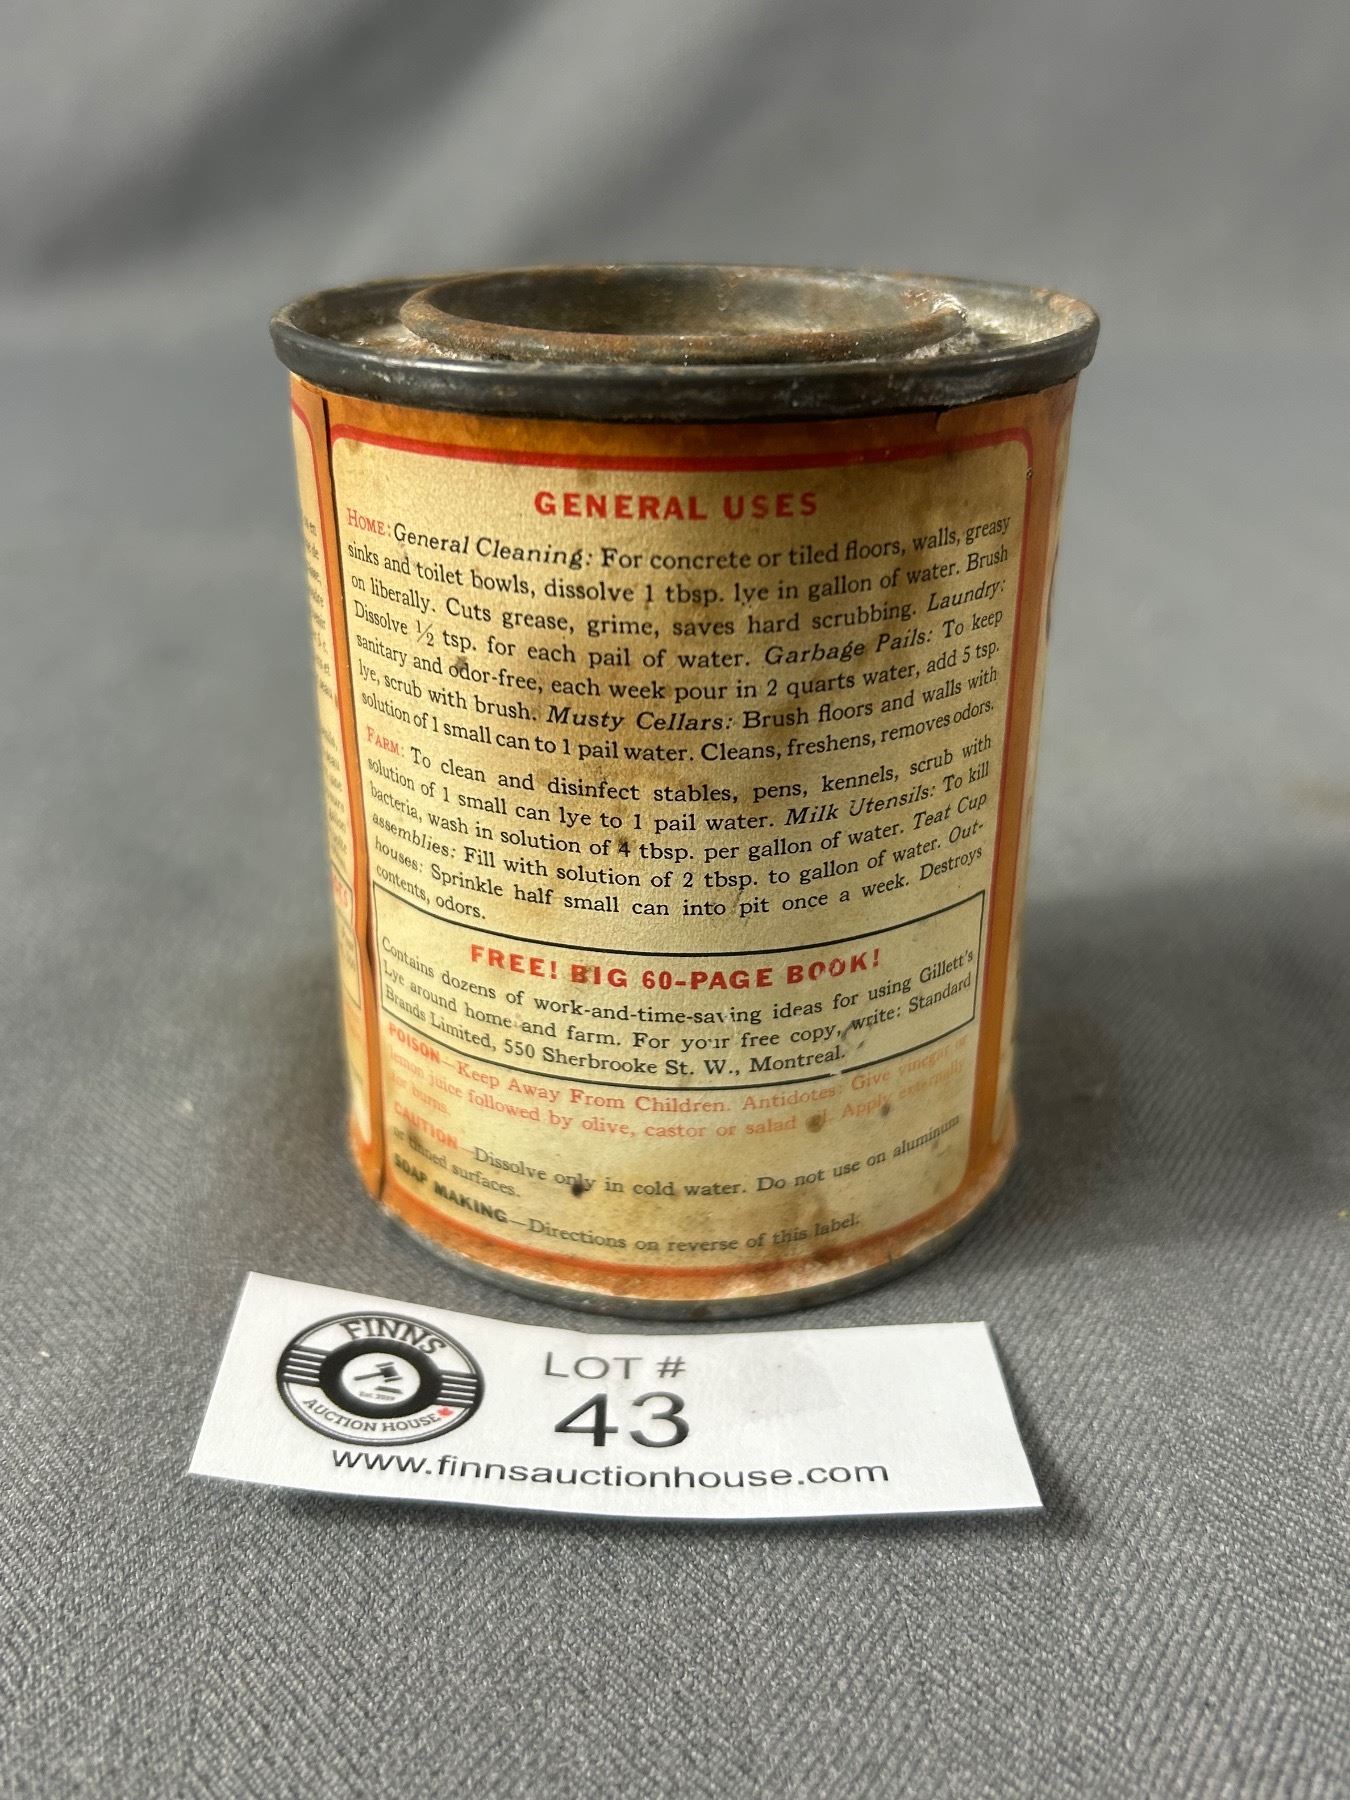 GENERAL USES
HOME: General Cleaning: For concrete or tiled floors, walls, greasy
sinks and toilet bowls, dissolve 1 tbsp. lye in gallon of water. Brush
on liberally. Cuts grease, grime, saves hard scrubbing. Laundry:
Dissolve ½ tsp. for each pail of water. Garbage Pails: To keep
sanitary and odor-free, each week pour in 2 quarts water, add 5 tsp.
lye, scrub with brush. Musty Cellars: Brush floors and walls with
solution of 1 small can to 1 pail water. Cleans, freshens, removes odors.
FARM: To clean and disinfect stables, pens, kennels, scrub with
solution of 1 small can lye to 1 pail water. Milk Utensils: To kill
bacteria, wash in solution of 4 tbsp. per gallon of water. Teat Cup
assemblies: Fill with solution of 2 tbsp. to gallon of water. Out-
houses: Sprinkle half small can into pit once a week. Destroys
contents, odors.
FREE! BIG 60-PAGE BOOK!
Contains dozens of work-and-time-saving ideas for using Gillett's
Lye around home and farm. For your free copy, write: Standard
Brands Limited, 550 Sherbrooke St. W., Montreal.
POISON—Keep Away From Children. Antidotes: Give vinegar or
lemon juice followed by olive, castor or salad oil. Apply externally
for burns.
CAUTION—Dissolve only in cold water. Do not use on aluminum
or tinned surfaces.
SOAP MAKING—Directions on reverse of this label.
FINNS
Est. 2020
AUCTION HOUSE
LOT #
43
www.finnsauctionhouse.com